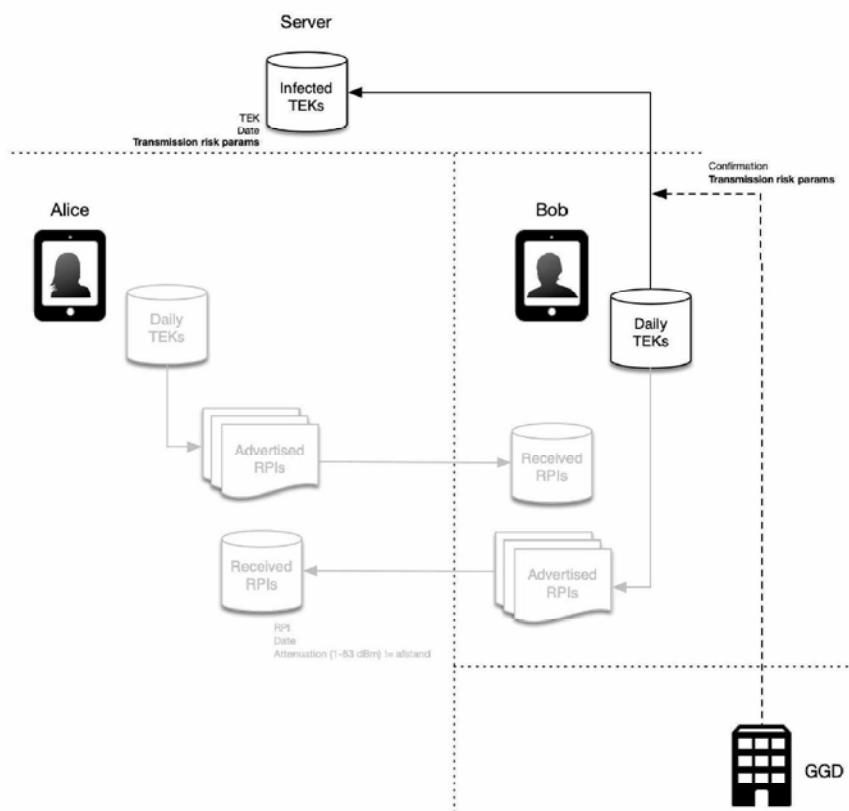 Server
Infected
TEKs
TEK
Date
Transmission risk params
Confirmation
Transmission risk params
Alice
Bob
Daily
TEKs
Daily
TEKs
Advertised
RPIs
Received
RPIs
Received
RPIs
Advertised
RPIs
RPI
Date
Attenuation (1-63 dBm) != afstand
GGD